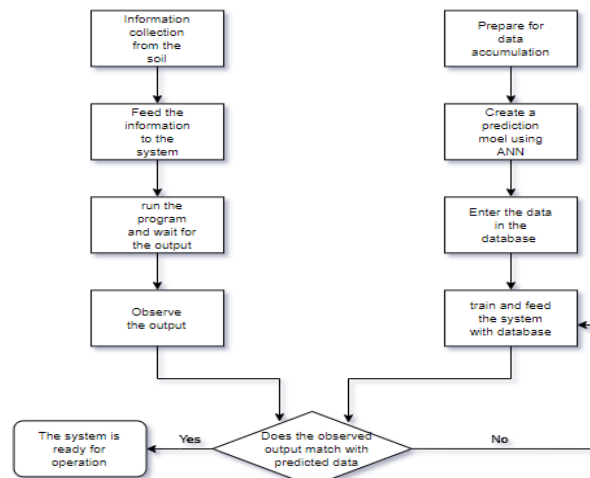 Information
collection
from the
soil
Feed the
information
to the
system
run the
program
and wait for
the output
Observe
the output
Prepare for
data
accumulation
Create a
prediction
moel using
ANN
Enter the data
in the
database
train and feed
the system
with database
Does the observed
output match with
predicted data
Yes
No
The system is
ready for
operation